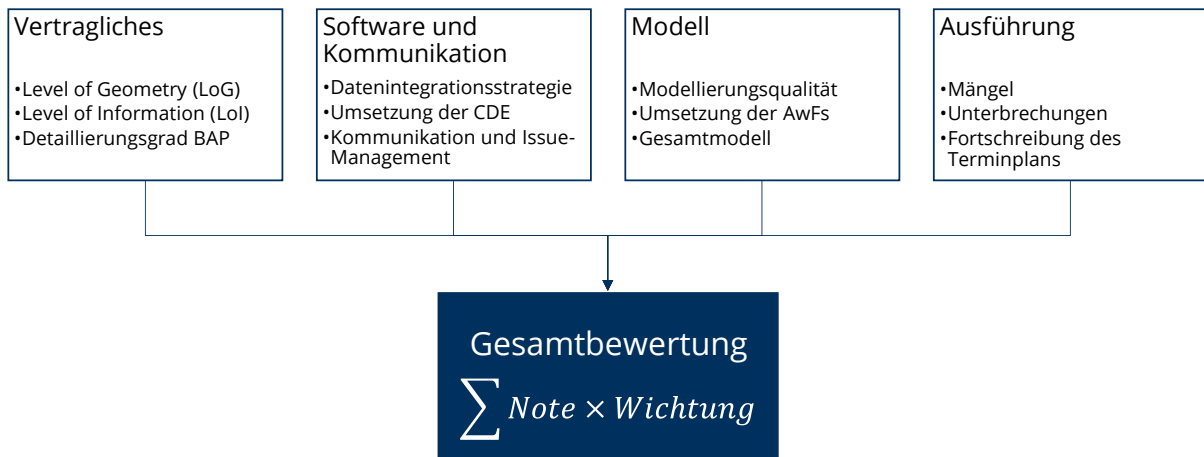 Vertragliches
•Level of Geometry (LoG)
•Level of Information (LoI)
•Detaillierungsgrad BAP
Software und
Kommunikation
•Datenintegrationsstrategie
•Umsetzung der CDE
•Kommunikation und Issue-
Management
Modell
•Modellierungsqualität
•Umsetzung der AwFs
•Gesamtmodell
Ausführung
•Mängel
•Unterbrechungen
•Fortschreibung des
Terminplans
Gesamtbewertung
∑ Note × Wichtung